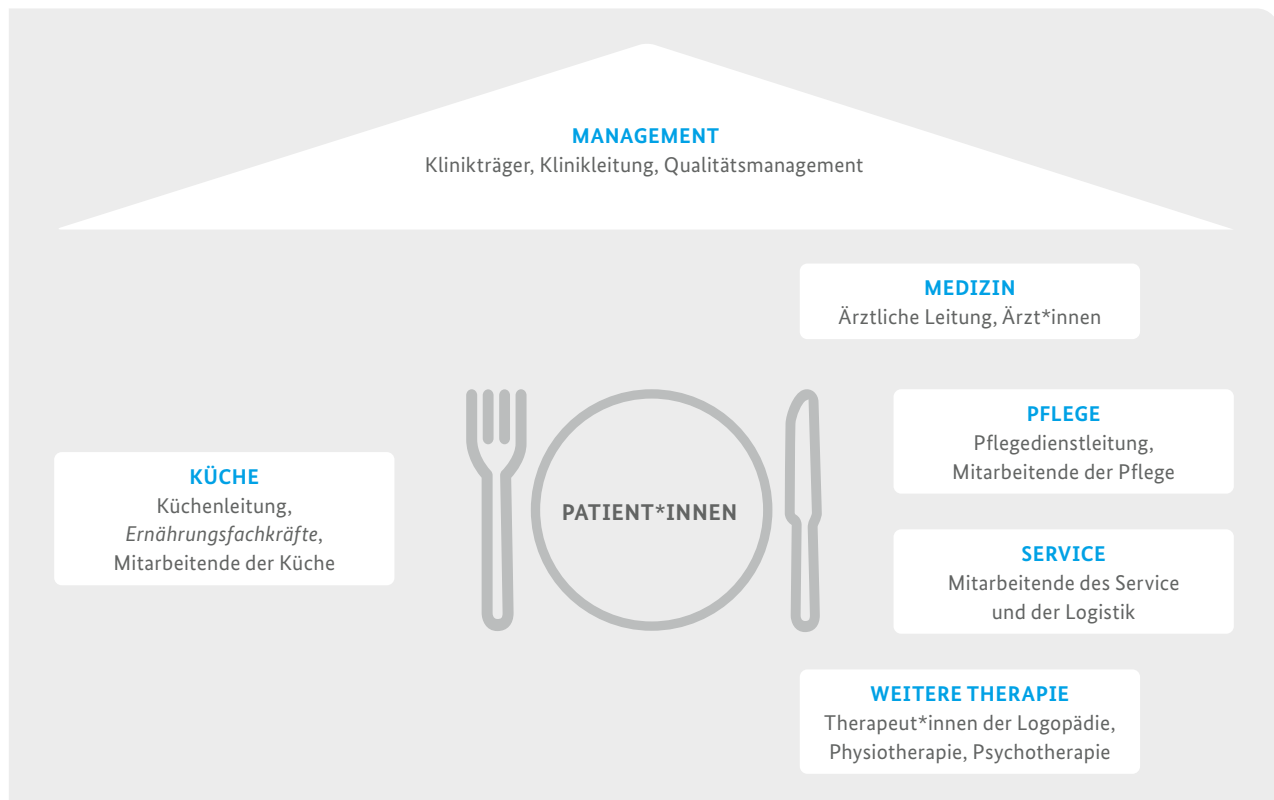 MANAGEMENT
Klinikträger, Klinikleitung, Qualitätsmanagement
MEDIZIN
Ärztliche Leitung, Ärzt*innen
PFLEGE
Pflegedienstleitung,
Mitarbeitende der Pflege
KÜCHE
Küchenleitung,
Ernährungsfachkräfte,
Mitarbeitende der Küche
PATIENT*INNEN
SERVICE
Mitarbeitende des Service
und der Logistik
WEITERE THERAPIE
Therapeut*innen der Logopädie,
Physiotherapie, Psychotherapie